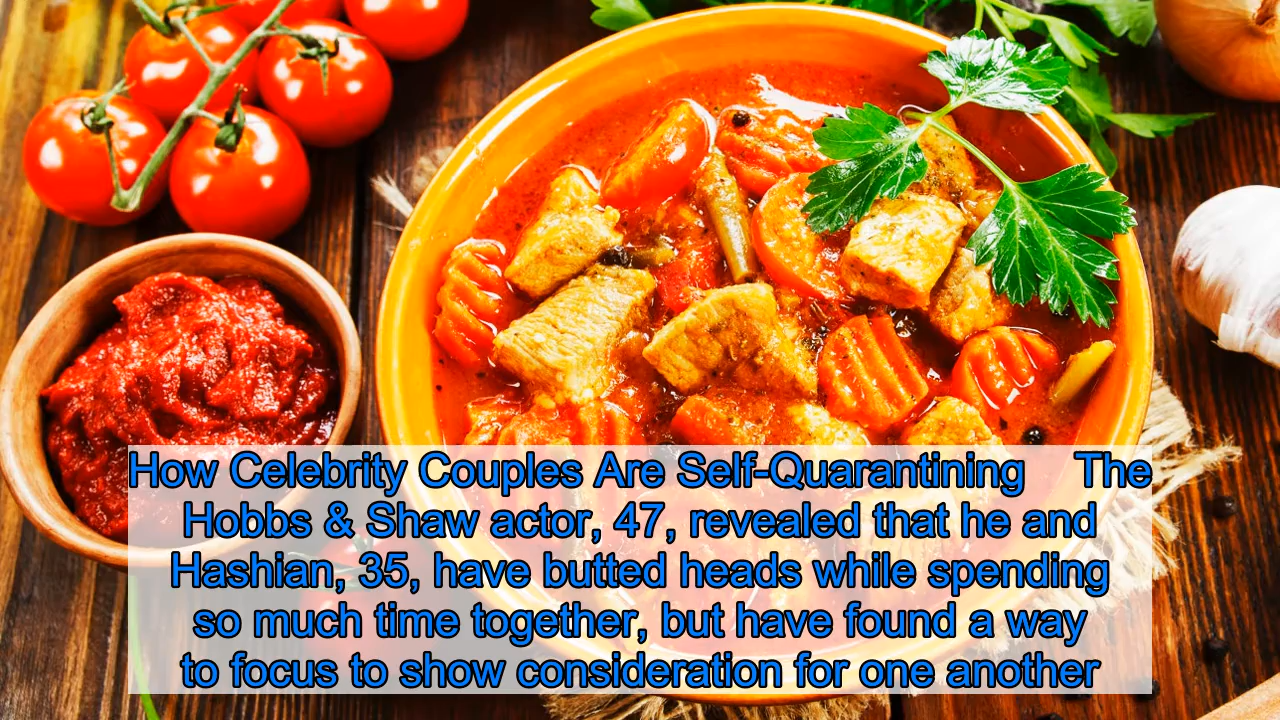 How Celebrity Couples Are Self-Quarantining    The
Hobbs & Shaw actor, 47, revealed that he and
Hashian, 35, have butted heads while spending
so much time together, but have found a way
to focus to show consideration for one another